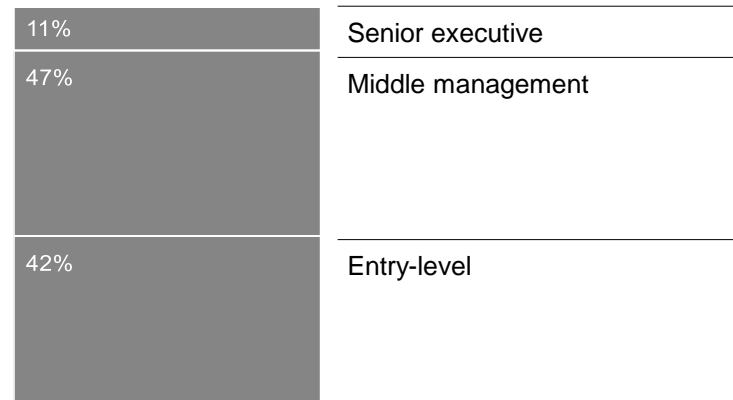 11% Senior executive
47% Middle management
42% Entry-level